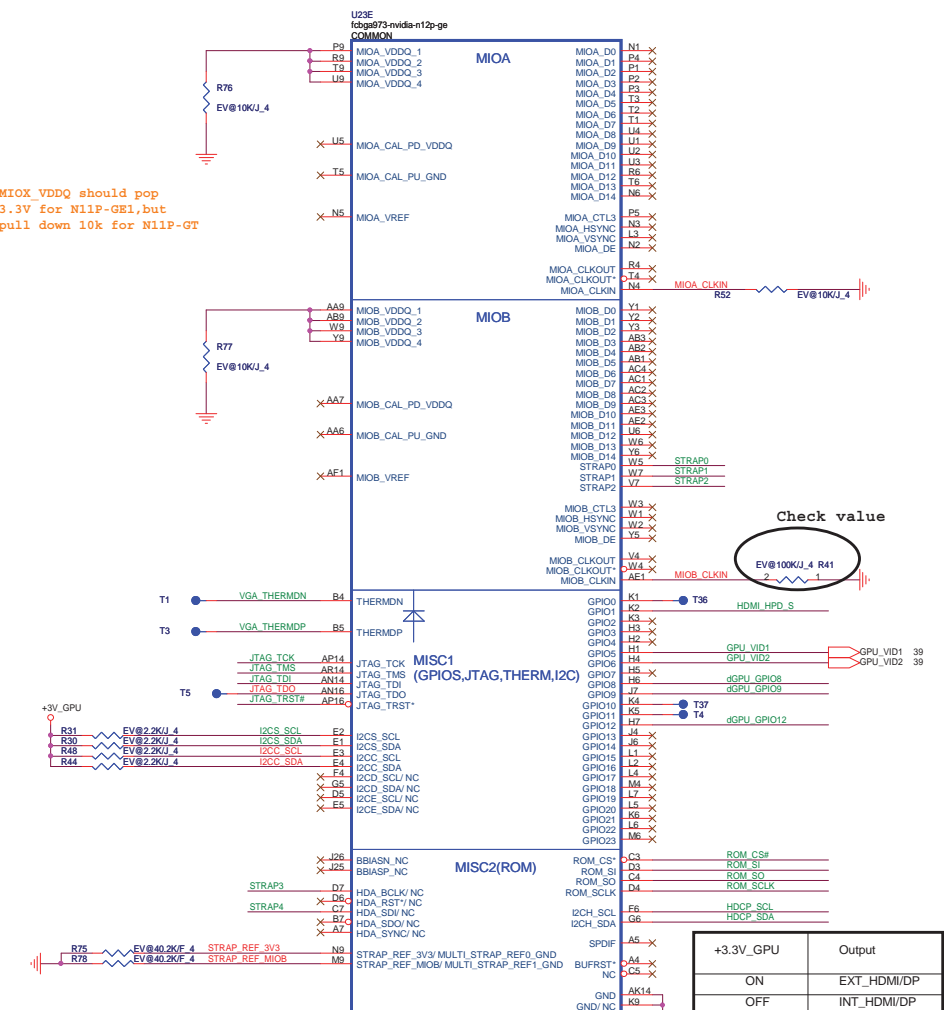 U23E
fcbga973-nvidia-n12p-ge
COMMON
MIOA
P9 MIOA_VDDQ_1
R9 MIOA_VDDQ_2
T9 MIOA_VDDQ_3
U9 MIOA_VDDQ_4
R76
EV@10K/J_4
U5 MIOA_CAL_PD_VDDQ
T5 MIOA_CAL_PU_GND
N5 MIOA_VREF
MIOX_VDDQ should pop
3.3V for N11P-GE1,but
pull down 10k for N11P-GT
MIOA_D0 N1
MIOA_D1 P4
MIOA_D2 P1
MIOA_D3 P2
MIOA_D4 P3
MIOA_D5 T3
MIOA_D6 T2
MIOA_D7 T1
MIOA_D8 U4
MIOA_D9 U1
MIOA_D10 U2
MIOA_D11 U3
MIOA_D12 R6
MIOA_D13 T6
MIOA_D14 N6
MIOA_CTL3 P5
MIOA_HSYNC N3
MIOA_VSYNC L3
MIOA_DE N2
MIOA_CLKOUT R4
MIOA_CLKOUT* T4
MIOA_CLKIN N4 MIOA_CLKIN R52 EV@10K/J_4
MIOB
AA9 MIOB_VDDQ_1
AB9 MIOB_VDDQ_2
W9 MIOB_VDDQ_3
Y9 MIOB_VDDQ_4
R77
EV@10K/J_4
AA7 MIOB_CAL_PD_VDDQ
AA6 MIOB_CAL_PU_GND
AF1 MIOB_VREF
MIOB_D0 Y1
MIOB_D1 Y2
MIOB_D2 Y3
MIOB_D3 AB3
MIOB_D4 AB2
MIOB_D5 AB1
MIOB_D6 AC4
MIOB_D7 AC1
MIOB_D8 AC2
MIOB_D9 AC3
MIOB_D10 AE3
MIOB_D11 AE2
MIOB_D12 U6
MIOB_D13 W6
MIOB_D14 Y6
STRAP0 W5 STRAP0
STRAP1 W7 STRAP1
STRAP2 V7 STRAP2
MIOB_CTL3 W3
MIOB_HSYNC W1
MIOB_VSYNC W2
MIOB_DE Y5
Check value
MIOB_CLKOUT V4
MIOB_CLKOUT* W4
EV@100K/J_4 R41
MIOB_CLKIN AE1 MIOB_CLKIN 2 1
T1 VGA_THERMDN B4 THERMDN
T3 VGA_THERMDP B5 THERMDP
MISC1
(GPIOS,JTAG,THERM,I2C)
JTAG_TCK AP14 JTAG_TCK
JTAG_TMS AR14 JTAG_TMS
JTAG_TDI AN14 JTAG_TDI
T5 JTAG_TDO AN16 JTAG_TDO
JTAG_TRST# AP16 JTAG_TRST*
+3V_GPU
R31 EV@2.2K/J_4 I2CS_SCL E2 I2CS_SCL
R30 EV@2.2K/J_4 I2CS_SDA E1 I2CS_SDA
R48 EV@2.2K/J_4 I2CC_SCL E3 I2CC_SCL
R44 EV@2.2K/J_4 I2CC_SDA E4 I2CC_SDA
F4 I2CD_SCL/ NC
G5 I2CD_SDA/ NC
D5 I2CE_SCL/ NC
E5 I2CE_SDA/ NC
GPIO0 K1 T36
GPIO1 K2 HDMI_HPD_S
GPIO2 K3
GPIO3 H3
GPIO4 H2
GPIO5 H1 GPU_VID1 GPU_VID1 39
GPIO6 H4 GPU_VID2 GPU_VID2 39
GPIO7 H5
GPIO8 H6 dGPU_GPIO8
GPIO9 J7 dGPU_GPIO9
GPIO10 K4 T37
GPIO11 K5 T4
GPIO12 H7 dGPU_GPIO12
GPIO13 J4
GPIO14 J6
GPIO15 L1
GPIO16 L2
GPIO17 L4
GPIO18 M4
GPIO19 L7
GPIO20 L5
GPIO21 K6
GPIO22 L6
GPIO23 M6
MISC2(ROM)
J26 BBIASN_NC
J25 BBIASP_NC
STRAP3 D7 HDA_BCLK/ NC
D6 HDA_RST*/ NC
STRAP4 C7 HDA_SDI/ NC
B7 HDA_SDO/ NC
A7 HDA_SYNC/ NC
R75 EV@40.2K/F_4 STRAP_REF_3V3 N9 STRAP_REF_3V3/ MULTI_STRAP_REF0_GND
R78 EV@40.2K/F_4 STRAP_REF_MIOB M9 STRAP_REF_MIOB/ MULTI_STRAP_REF1_GND
ROM_CS* C3 ROM_CS#
ROM_SI D3 ROM_SI
ROM_SO C4 ROM_SO
ROM_SCLK D4 ROM_SCLK
I2CH_SCL F6 HDCP_SCL
I2CH_SDA G6 HDCP_SDA
SPDIF A5
BUFRST* A4
NC C5
GND AK14
GND/ NC K9
+3.3V_GPU Output
ON EXT_HDMI/DP
OFF INT_HDMI/DP